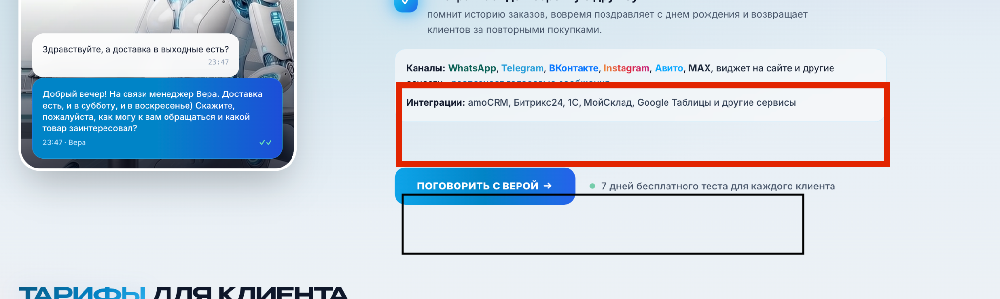 помнит историю заказов, вовремя поздравляет с днем рождения и возвращает
клиентов за повторными покупками.
Здравствуйте, а доставка в выходные есть?
23:47
Добрый вечер! На связи менеджер Вера. Доставка
есть, и в субботу, и в воскресенье) Скажите,
пожалуйста, как могу к вам обращаться и какой
товар заинтересовал?
23:47 · Вера
Каналы: WhatsApp, Telegram, ВКонтакте, Instagram, Авито, MAX, виджет на сайте и другие
Интеграции: amoCRM, Битрикс24, 1С, МойСклад, Google Таблицы и другие сервисы
ПОГОВОРИТЬ С ВЕРОЙ →
7 дней бесплатного теста для каждого клиента
ТАРИФЫ ДЛЯ КЛИЕНТА